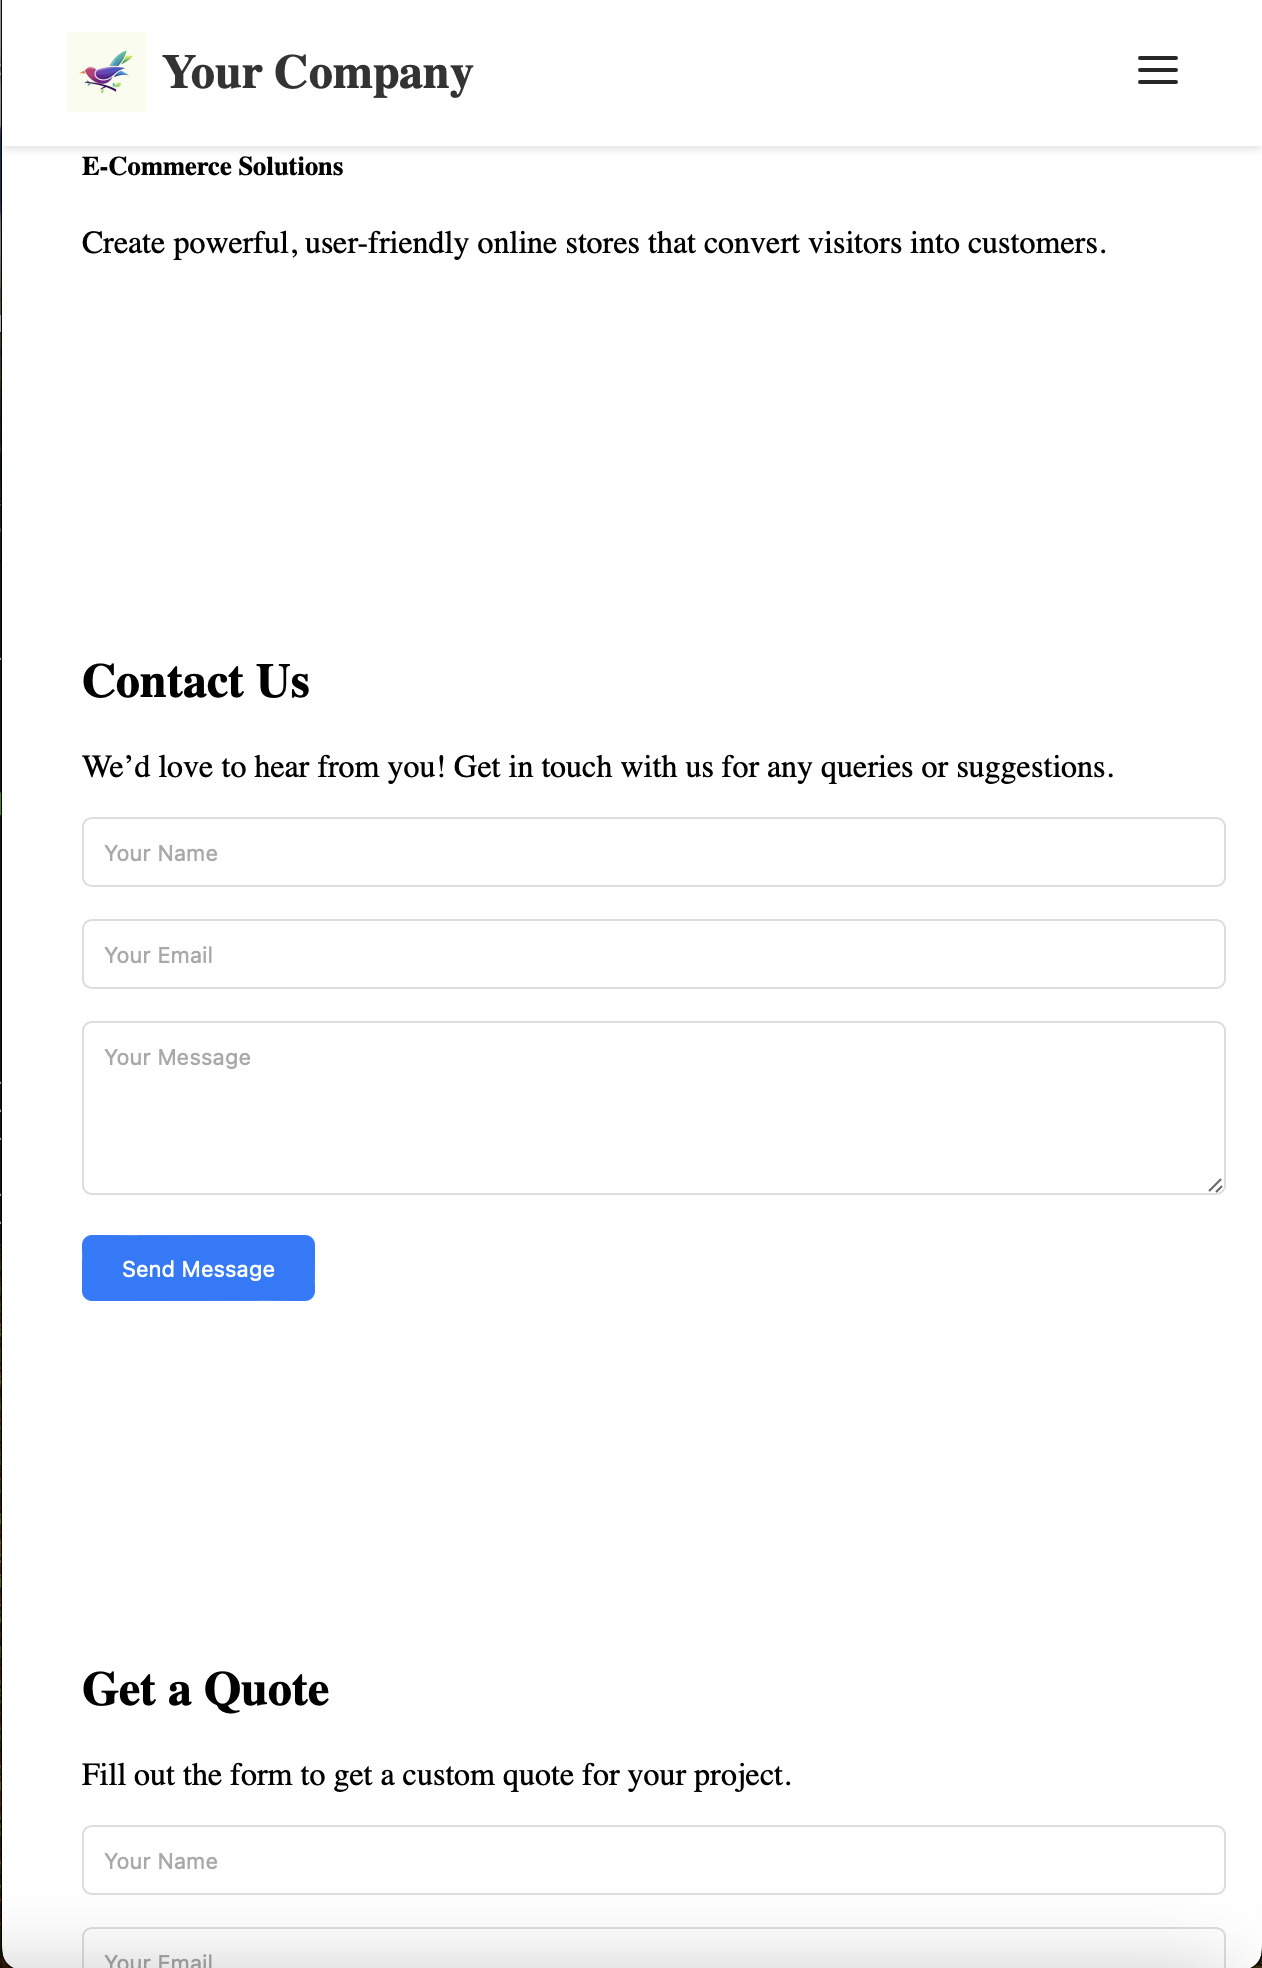 Your Company
E-Commerce Solutions
Create powerful, user-friendly online stores that convert visitors into customers.
Contact Us
We’d love to hear from you! Get in touch with us for any queries or suggestions.
Your Name
Your Email
Your Message
Send Message
Get a Quote
Fill out the form to get a custom quote for your project.
Your Name
Your Email